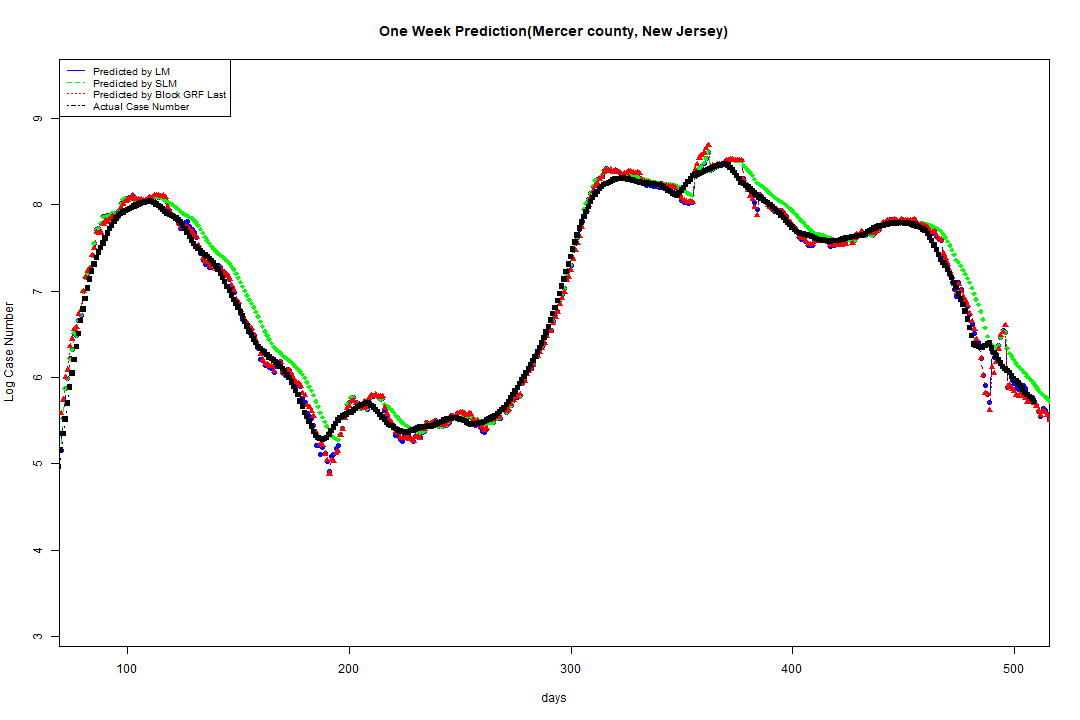 One Week Prediction(Mercer county, New Jersey)
Predicted by LM
Predicted by SLM
Predicted by Block GRF Last
Actual Case Number
9
8
7
6
5
4
3
Log Case Number
100 200 300 400 500
days